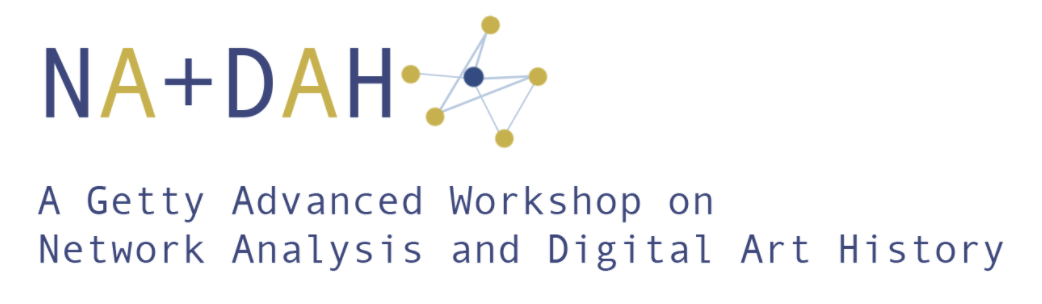 NA+DAH
A Getty Advanced Workshop on
Network Analysis and Digital Art History